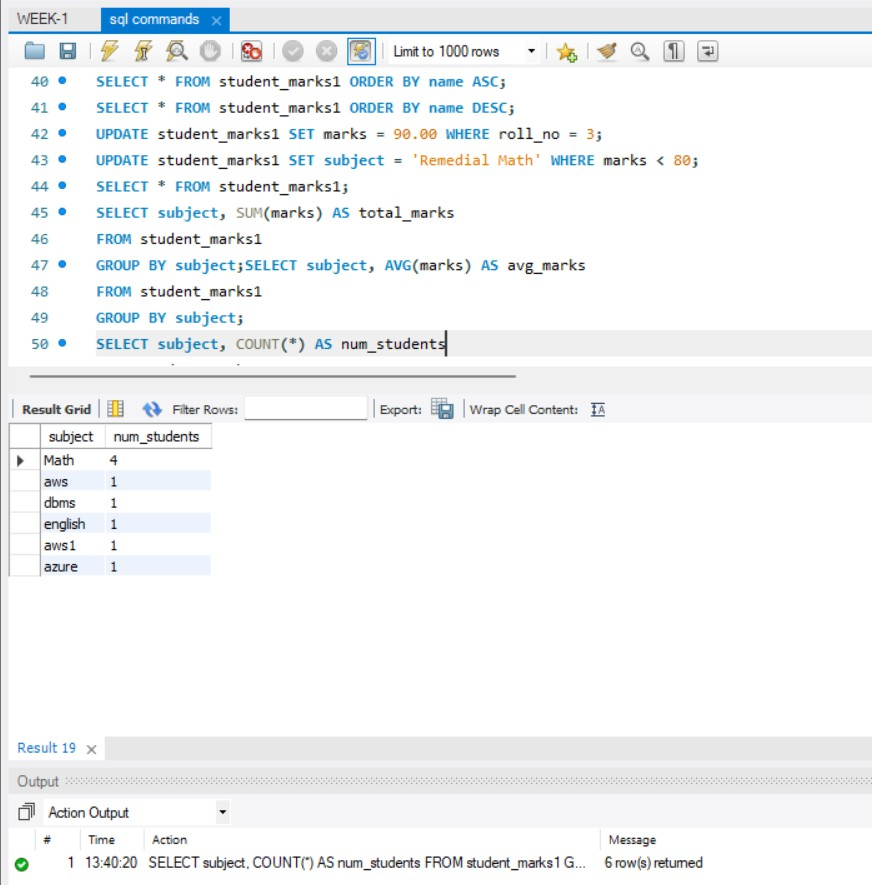 WEEK-1 sql commands
Limit to 1000 rows
40 SELECT * FROM student_marks1 ORDER BY name ASC;
41 SELECT * FROM student_marks1 ORDER BY name DESC;
42 UPDATE student_marks1 SET marks = 90.00 WHERE roll_no = 3;
43 UPDATE student_marks1 SET subject = 'Remedial Math' WHERE marks < 80;
44 SELECT * FROM student_marks1;
45 SELECT subject, SUM(marks) AS total_marks
46 FROM student_marks1
47 GROUP BY subject;SELECT subject, AVG(marks) AS avg_marks
48 FROM student_marks1
49 GROUP BY subject;
50 SELECT subject, COUNT(*) AS num_students
Result Grid Filter Rows: Export: Wrap Cell Content:
subject num_students
Math 4
aws 1
dbms 1
english 1
aws1 1
azure 1
Result 19
Output
Action Output
# Time Action Message
1 13:40:20 SELECT subject, COUNT(*) AS num_students FROM student_marks1 G... 6 row(s) returned